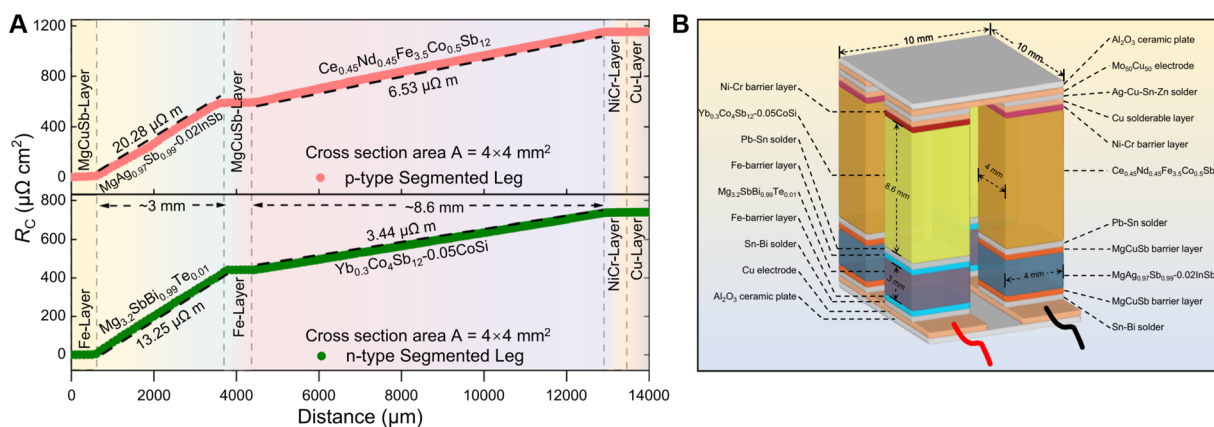 A
1200
800
400
0
MgCuSb-Layer
20.28 μΩ m
MgAg₀.₉₇Sb₀.₉₉-0.02InSb
MgCuSb-Layer
Ce₀.₄₅Nd₀.₄₅Fe₃.₅Co₀.₅Sb₁₂
6.53 μΩ m
NiCr-Layer
Cu-Layer
Cross section area A = 4×4 mm²
p-type Segmented Leg
R_C (μΩ cm²)
800
600
400
200
0
~3 mm
~8.6 mm
Fe-Layer
Mg₃.₂SbBi₀.₉₉Te₀.₀₁
13.25 μΩ m
Fe-Layer
3.44 μΩ m
Yb₀.₃Co₄Sb₁₂-0.05CoSi
NiCr-Layer
Cu-Layer
Cross section area A = 4×4 mm²
n-type Segmented Leg
0 2000 4000 6000 8000 10000 12000 14000
Distance (μm)
B
10 mm
10 mm
Ni-Cr barrier layer
Yb₀.₃Co₄Sb₁₂-0.05CoSi
Pb-Sn solder
Fe-barrier layer
Mg₃.₂SbBi₀.₉₉Te₀.₀₁
Fe-barrier layer
Sn-Bi solder
Cu electrode
Al₂O₃ ceramic plate
8.6 mm
3 mm
4 mm
4 mm
Al₂O₃ ceramic plate
Mo₅₀Cu₅₀ electrode
Ag-Cu-Sn-Zn solder
Cu solderable layer
Ni-Cr barrier layer
Ce₀.₄₅Nd₀.₄₅Fe₃.₅Co₀.₅Sb
Pb-Sn solder
MgCuSb barrier layer
MgAg₀.₉₇Sb₀.₉₉-0.02InSb
MgCuSb barrier layer
Sn-Bi solder